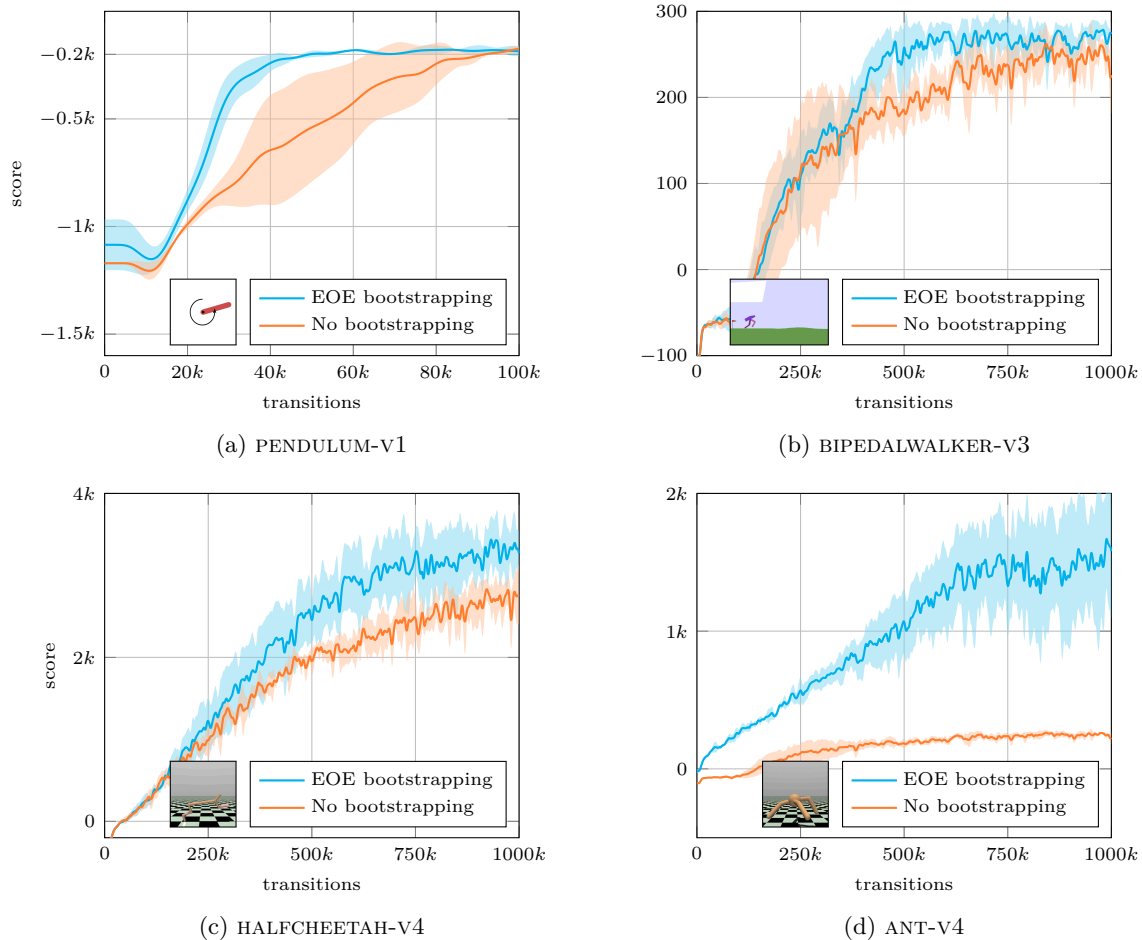 −0.2k
−0.5k
−1k
−1.5k
score
EOE bootstrapping
No bootstrapping
0 20k 40k 60k 80k 100k
transitions
(a) PENDULUM-V1
300
200
100
0
−100
EOE bootstrapping
No bootstrapping
0 250k 500k 750k 1000k
transitions
(b) BIPEDALWALKER-V3
4k
2k
0
score
EOE bootstrapping
No bootstrapping
250k 500k 750k 1000k
transitions
(c) HALFCHEETAH-V4
2k
1k
0
EOE bootstrapping
No bootstrapping
0 250k 500k 750k 1000k
transitions
(d) ANT-V4